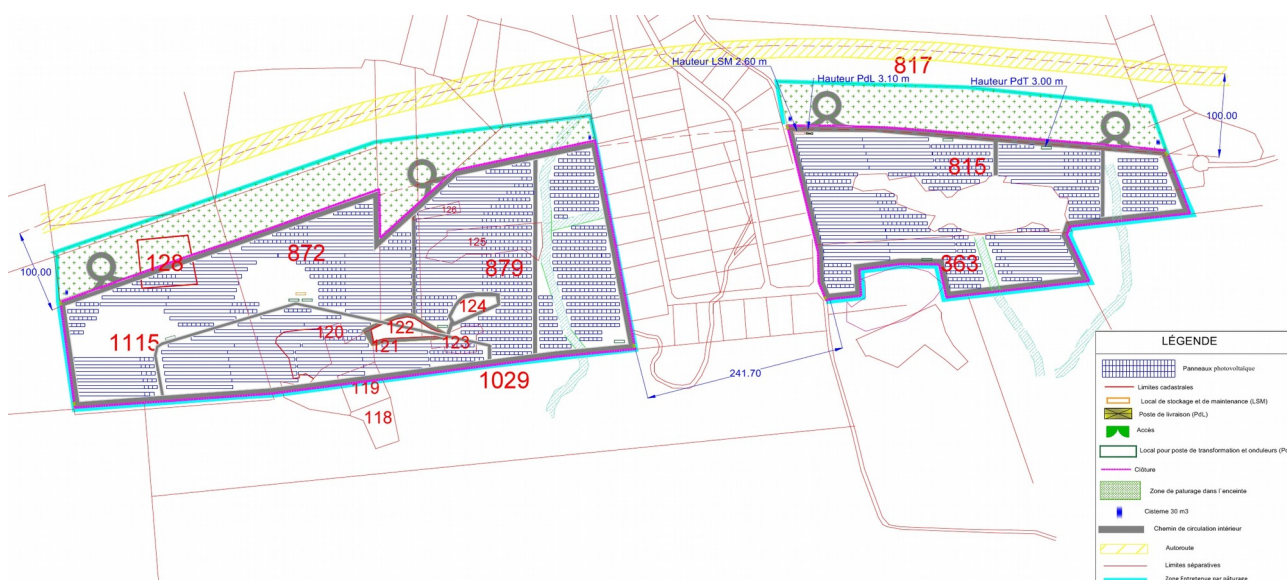 817
Hauteur LSM 2.60 m
Hauteur PdL 3.10 m
Hauteur PdT 3.00 m
100.00
815
128
125
128
872
879
363
100.00
124
122
120
1115
121
123
241.70
1029
119
118
LÉGENDE
Panneaux photovoltaïque
Limites cadastrales
Local de stockage et de maintenance (LSM)
Poste de livraison (PdL)
Accès
Local pour poste de transformation et onduleurs (Pd
Clôture
Zone de paturage dans l'enceinte
Cisterne 30 m3
Chemin de circulation intérieur
Autoroute
Limites séparatives
Zone Entretenue par pâturage